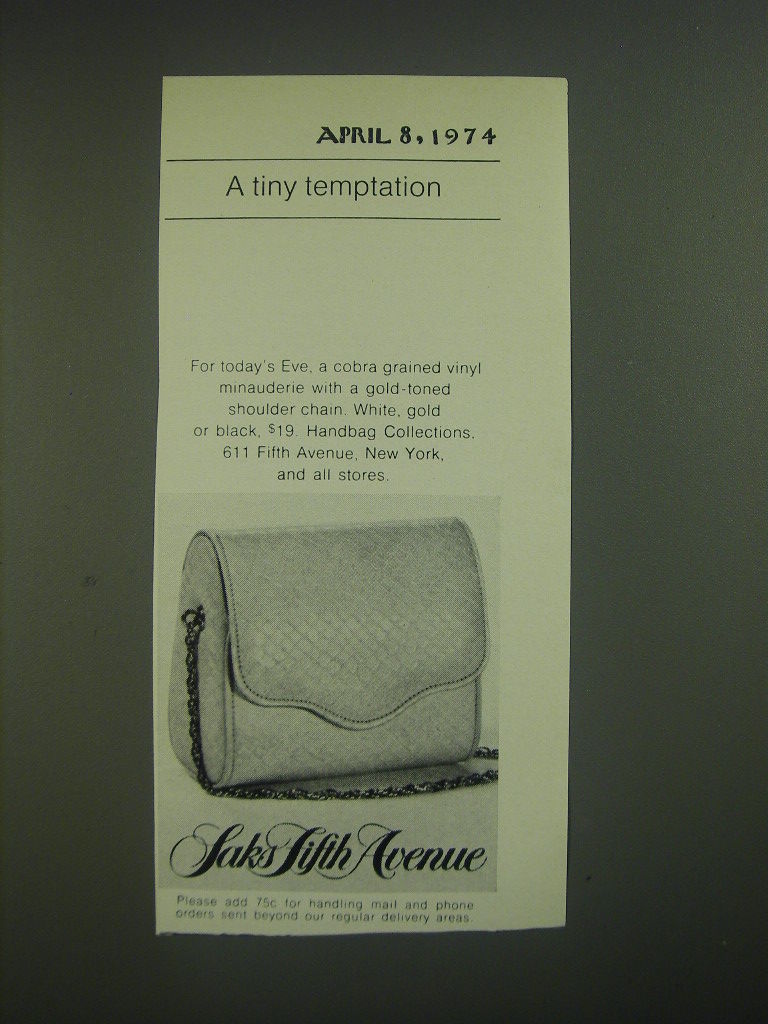 APRIL 8, 1974
A tiny temptation
For today's Eve, a cobra grained vinyl
minauderie with a gold-toned
shoulder chain. White, gold
or black, $19. Handbag Collections,
611 Fifth Avenue, New York,
and all stores.
Saks Fifth Avenue
Please add 75c for handling mail and phone
orders sent beyond our regular delivery areas.